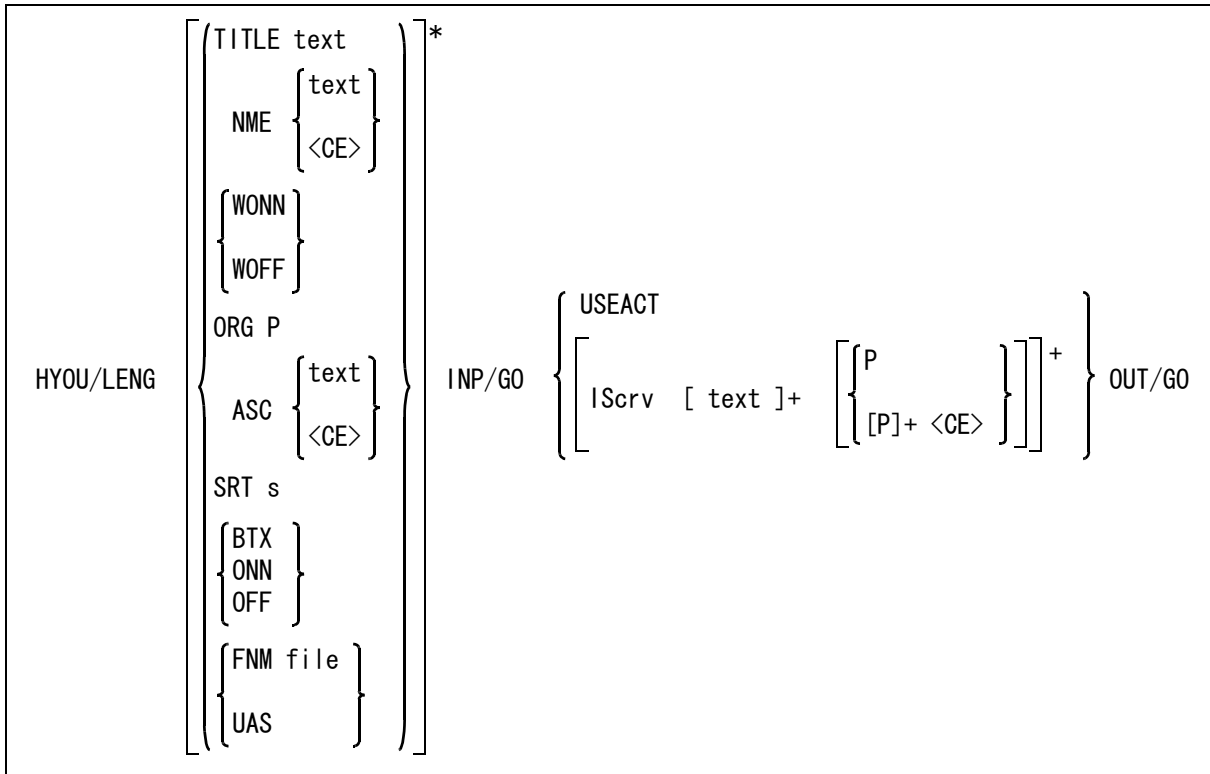 TITLE text
NME
text
<CE>
WONN
WOFF
ORG P
ASC
text
<CE>
SRT s
BTX
ONN
OFF
FNM file
UAS
*
HYOU/LENG
INP/GO
USEACT
IScrv [ text ]+
P
[P]+ <CE>
+
OUT/GO